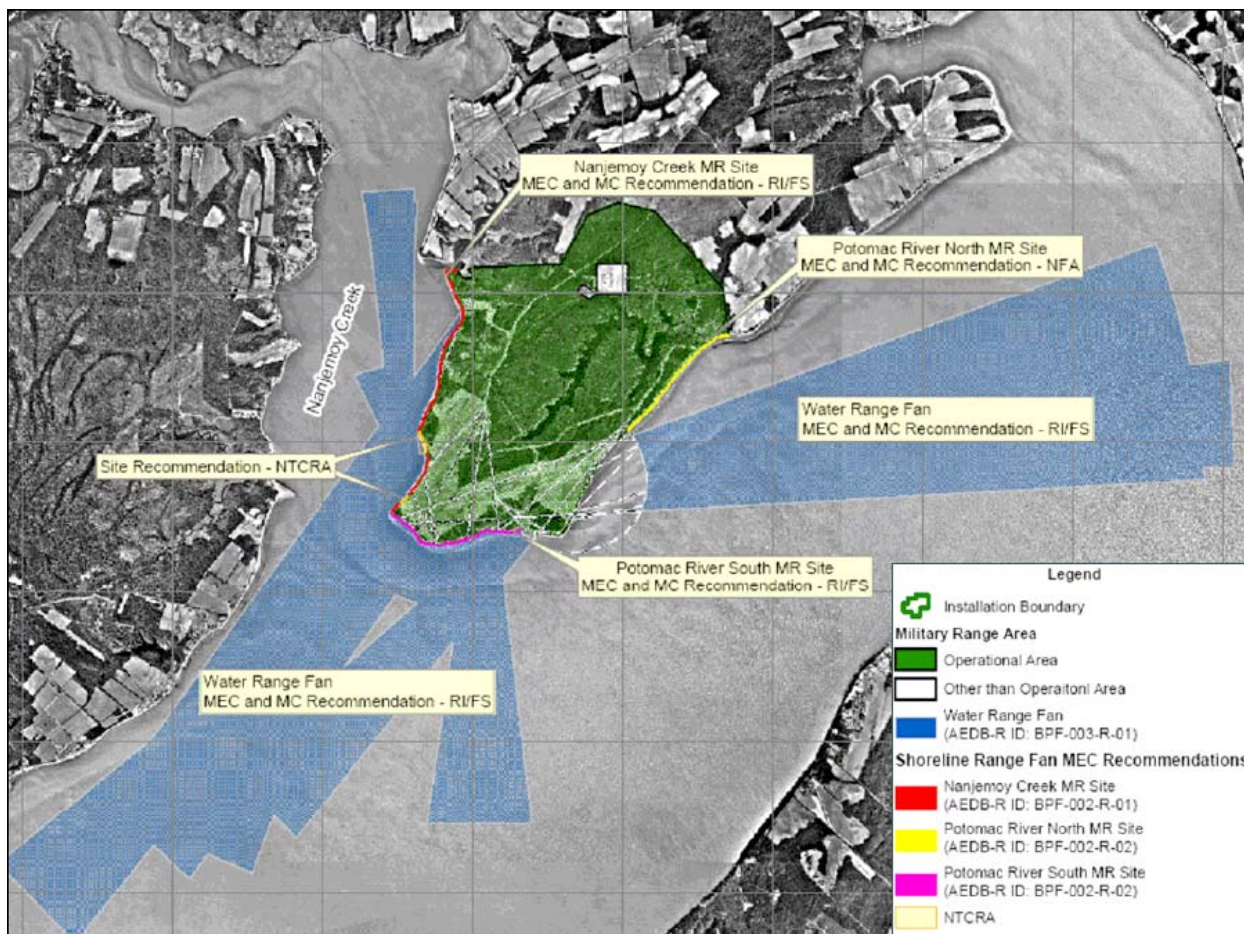 Nanjemoy Creek MR Site
MEC and MC Recommendation - RI/FS
Potomac River North MR Site
MEC and MC Recommendation - NFA
Nanjemoy Creek
Water Range Fan
MEC and MC Recommendation - RI/FS
Site Recommendation - NTCRA
Potomac River South MR Site
MEC and MC Recommendation - RI/FS
Water Range Fan
MEC and MC Recommendation - RI/FS
Legend
Installation Boundary
Military Range Area
Operational Area
Other than Operaitonl Area
Water Range Fan
(AEDB-R ID: BPF-003-R-01)
Shoreline Range Fan MEC Recommendations
Nanjemoy Creek MR Site
(AEDB-R ID: BPF-002-R-01)
Potomac River North MR Site
(AEDB-R ID: BPF-002-R-02)
Potomac River South MR Site
(AEDB-R ID: BPF-002-R-02)
NTCRA